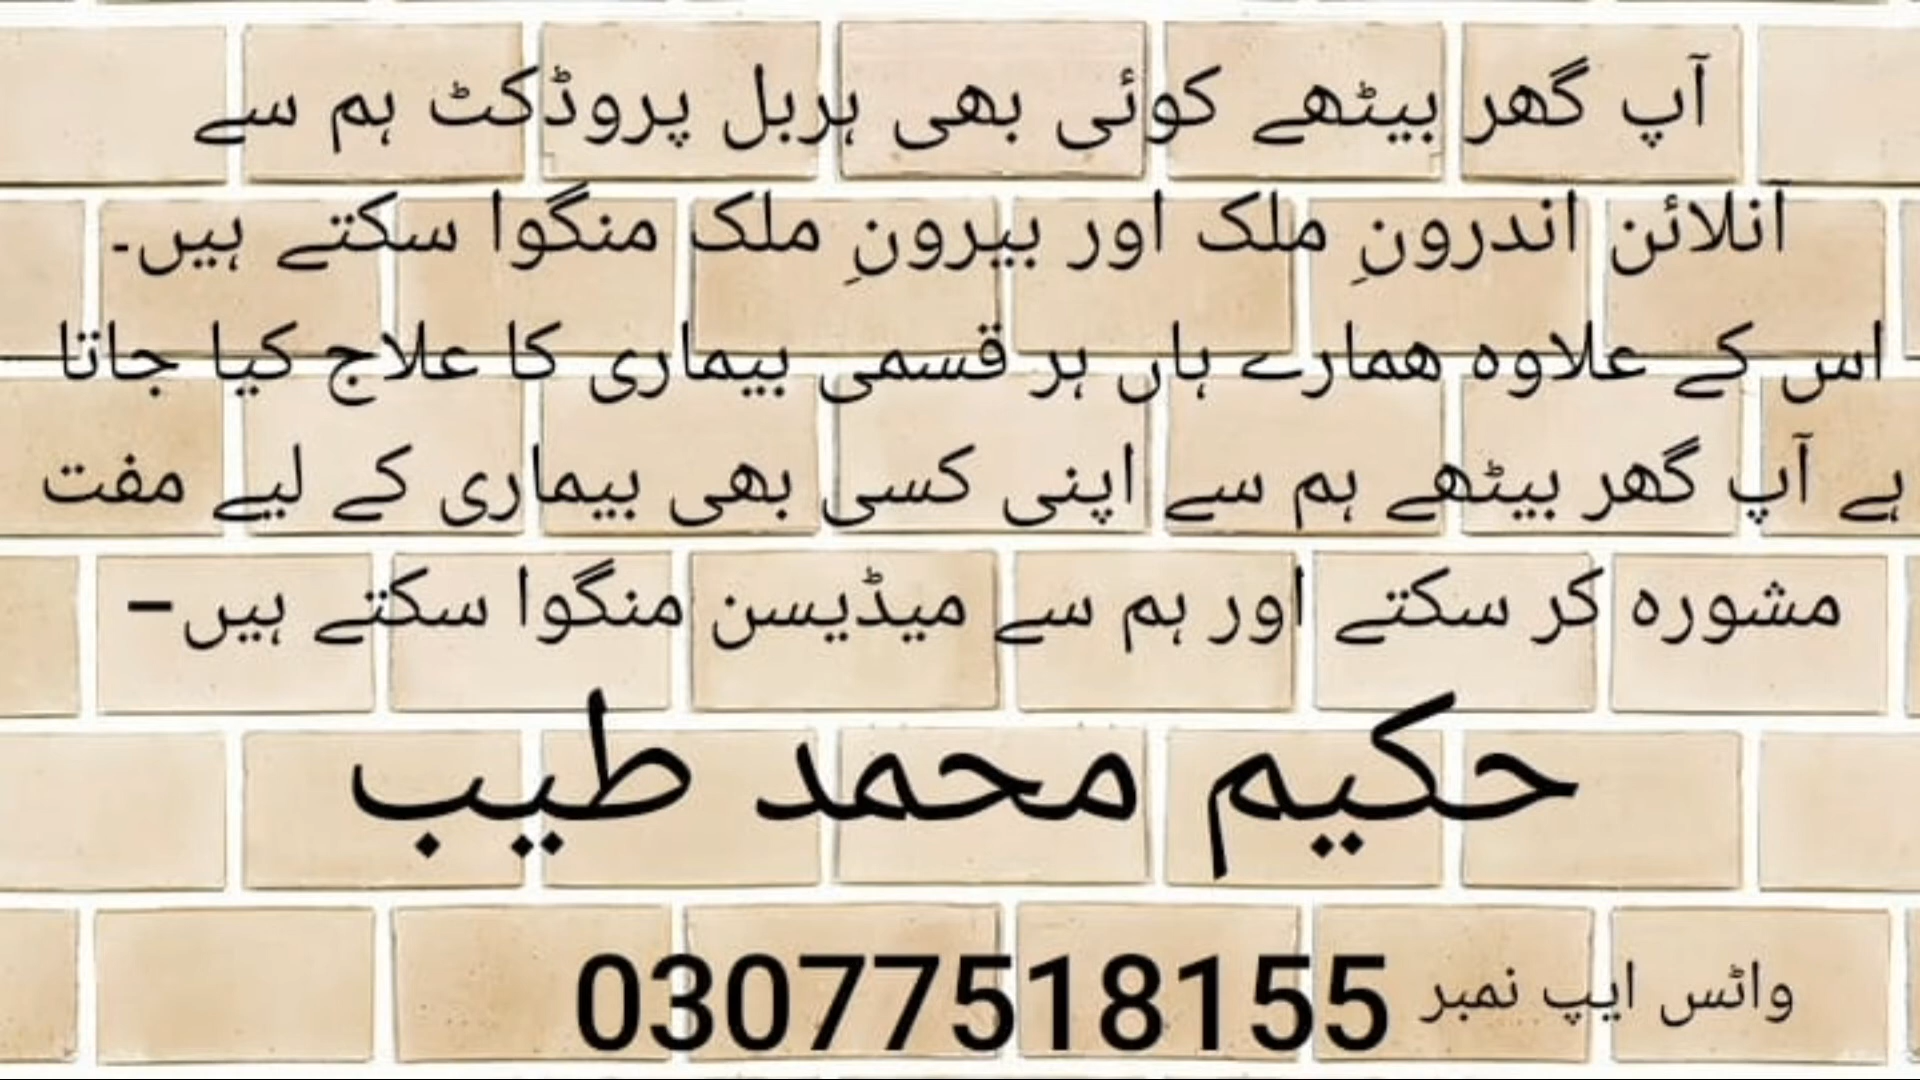 آپ گھر بیٹھے کوئی بھی ہربل پروڈکٹ ہم سے
آنلائن اندرونِ ملک اور بیرونِ ملک منگوا سکتے ہیں۔
اس کے علاوہ ھمارے ہاں ہر قسمی بیماری کا علاج کیا جاتا
ہے آپ گھر بیٹھے ہم سے اپنی کسی بھی بیماری کے لیے مفت
مشورہ کر سکتے اور ہم سے میڈیسن منگوا سکتے ہیں–
حکیم محمد طیب
واٹس ایپ نمبر 03077518155